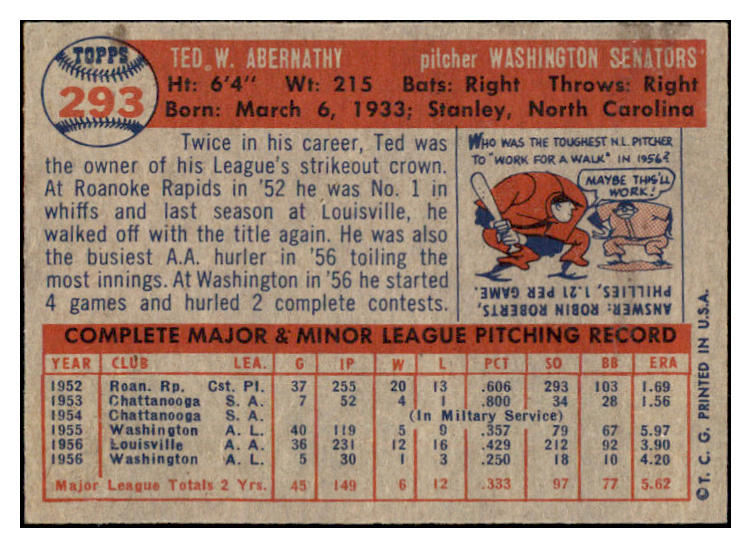 TOPPS
293
TED. W. ABERNATHY pitcher WASHINGTON SENATORS
Ht: 6'4" Wt: 215 Bats: Right Throws: Right
Born: March 6, 1933; Stanley, North Carolina
Twice in his career, Ted was
the owner of his League's strikeout crown.
At Roanoke Rapids in '52 he was No. 1 in
whiffs and last season at Louisville, he
walked off with the title again. He was also
the busiest A.A. hurler in '56 toiling the
most innings. At Washington in '56 he started
4 games and hurled 2 complete contests.
WHO WAS THE TOUGHEST N.L. PITCHER
TO "WORK FOR A WALK" IN 1956?
MAYBE THIS'LL
WORK!
ANSWER: ROBIN ROBERTS,
PHILLIES, 1.21 PER GAME.
COMPLETE MAJOR & MINOR LEAGUE PITCHING RECORD
YEAR CLUB LEA. G IP W L PCT SO BB ERA
1952 Roan. Rp. Cst. Pl. 37 255 20 13 .606 293 103 1.69
1953 Chattanooga S. A. 7 52 4 1 .800 34 28 1.56
1954 Chattanooga S. A. (In Miltary Service)
1955 Washington A. L. 40 119 5 9 .357 79 67 5.97
1956 Louisville A. A. 36 231 12 16 .429 212 92 3.90
1956 Washington A. L. 5 30 1 3 .250 18 10 4.20
Major League Totals 2 Yrs. 45 149 6 12 .333 97 77 5.62
©T. C. G. PRINTED IN U.S.A.